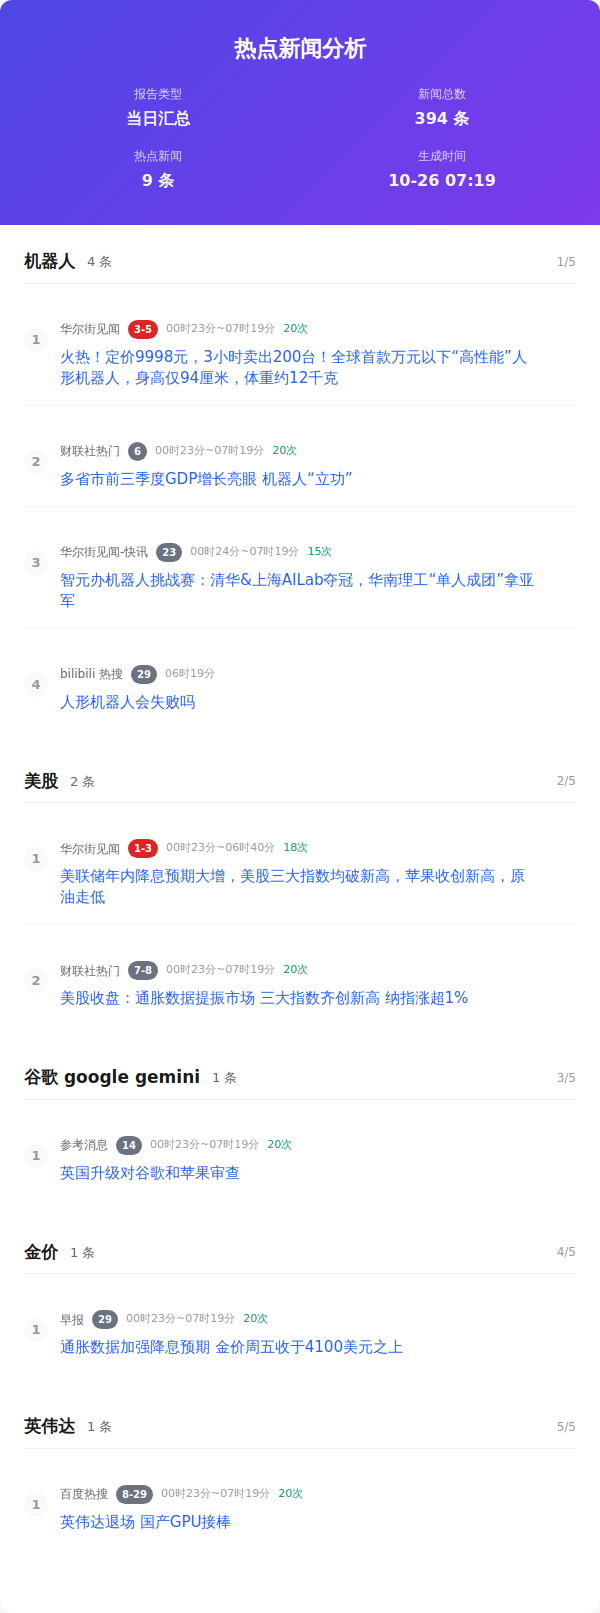 热点新闻分析
报告类型
新闻总数
当日汇总
394 条
热点新闻
生成时间
9 条
10-26 07:19
机器人 4 条 1/5
1 华尔街见闻 3-5 00时23分~07时19分 20次
火热！定价9998元，3小时卖出200台！全球首款万元以下“高性能”人
形机器人，身高仅94厘米，体重约12千克
2 财联社热门 6 00时23分~07时19分 20次
多省市前三季度GDP增长亮眼 机器人“立功”
3 华尔街见闻-快讯 23 00时24分~07时19分 15次
智元办机器人挑战赛：清华&上海AILab夺冠，华南理工“单人成团”拿亚
军
4 bilibili 热搜 29 06时19分
人形机器人会失败吗
美股 2 条 2/5
1 华尔街见闻 1-3 00时23分~06时40分 18次
美联储年内降息预期大增，美股三大指数均破新高，苹果收创新高，原
油走低
2 财联社热门 7-8 00时23分~07时19分 20次
美股收盘：通胀数据提振市场 三大指数齐创新高 纳指涨超1%
谷歌 google gemini 1 条 3/5
1 参考消息 14 00时23分~07时19分 20次
英国升级对谷歌和苹果审查
金价 1 条 4/5
1 早报 29 00时23分~07时19分 20次
通胀数据加强降息预期 金价周五收于4100美元之上
英伟达 1 条 5/5
1 百度热搜 8-29 00时23分~07时19分 20次
英伟达退场 国产GPU接棒